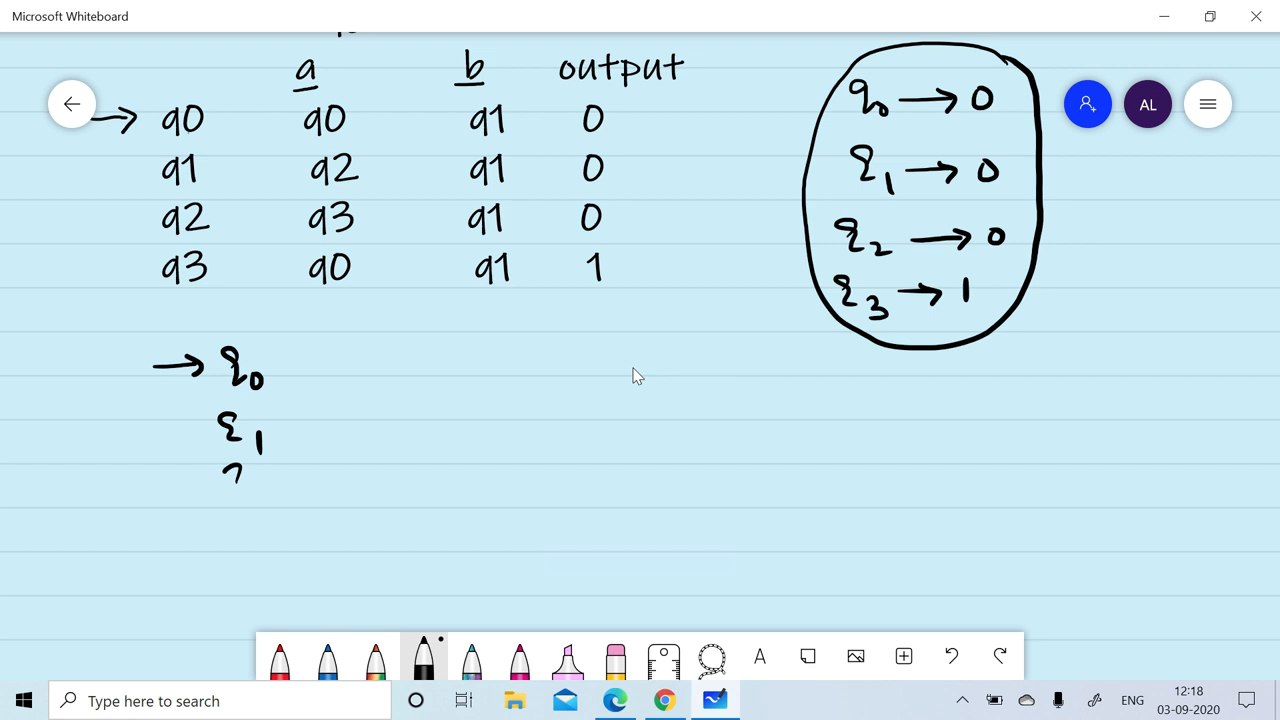 Microsoft Whiteboard
a b output
→ q0 q0 q1 0
q1 q2 q1 0
q2 q3 q1 0
q3 q0 q1 1
q0 → 0
q1 → 0
q2 → 0
q3 → 1
→ q0
q1
AL
A
Type here to search
ENG
12:18
03-09-2020